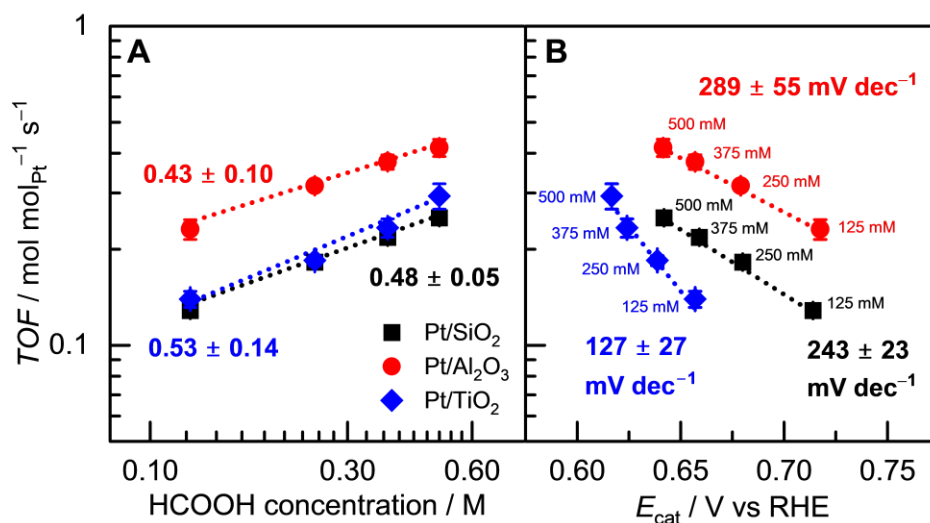 A
B
1
0.1
TOF / mol mol_Pt^−1 s^−1
0.43 ± 0.10
0.48 ± 0.05
0.53 ± 0.14
Pt/SiO₂
Pt/Al₂O₃
Pt/TiO₂
0.10
0.30
0.60
HCOOH concentration / M
289 ± 55 mV dec⁻¹
500 mM
375 mM
250 mM
125 mM
500 mM
375 mM
250 mM
125 mM
500 mM
375 mM
250 mM
125 mM
127 ± 27
mV dec⁻¹
243 ± 23
mV dec⁻¹
0.60
0.65
0.70
0.75
E_cat / V vs RHE